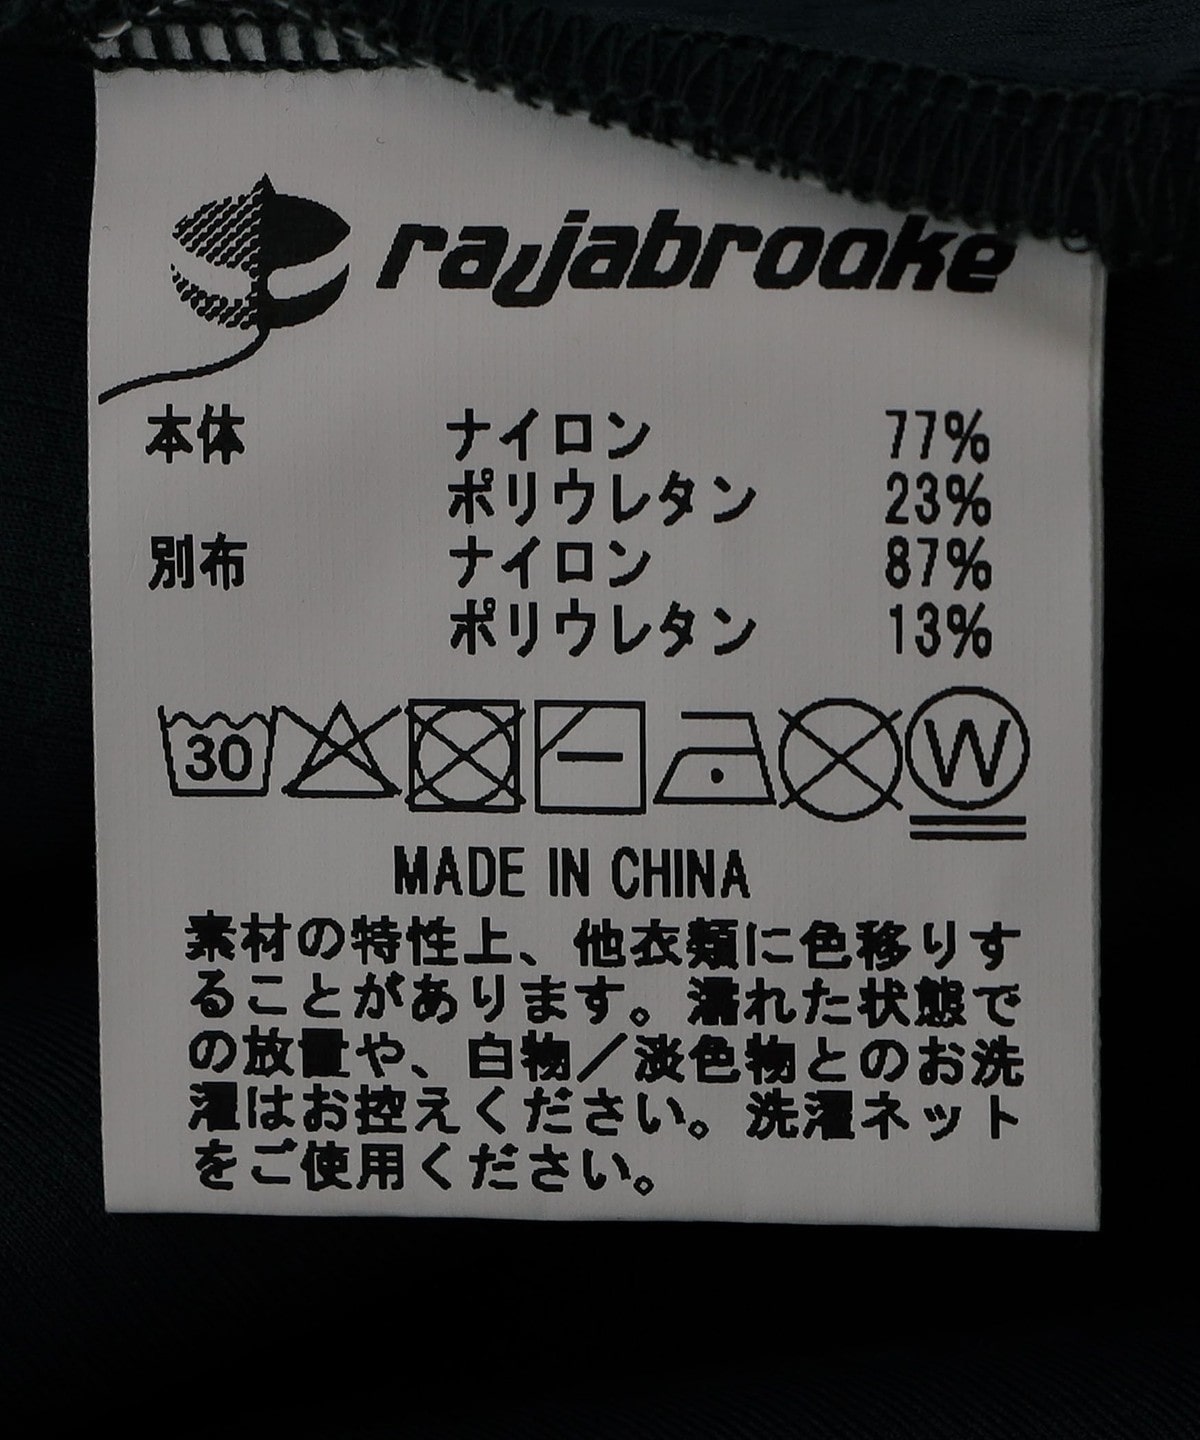 rajabrooke
本体 ナイロン 77%
ポリウレタン 23%
別布 ナイロン 87%
ポリウレタン 13%
30 W
MADE IN CHINA
素材の特性上、他衣類に色移りす
ることがあります。濡れた状態で
の放置や、白物／淡色物とのお洗
濯はお控えください。洗濯ネット
をご使用ください。